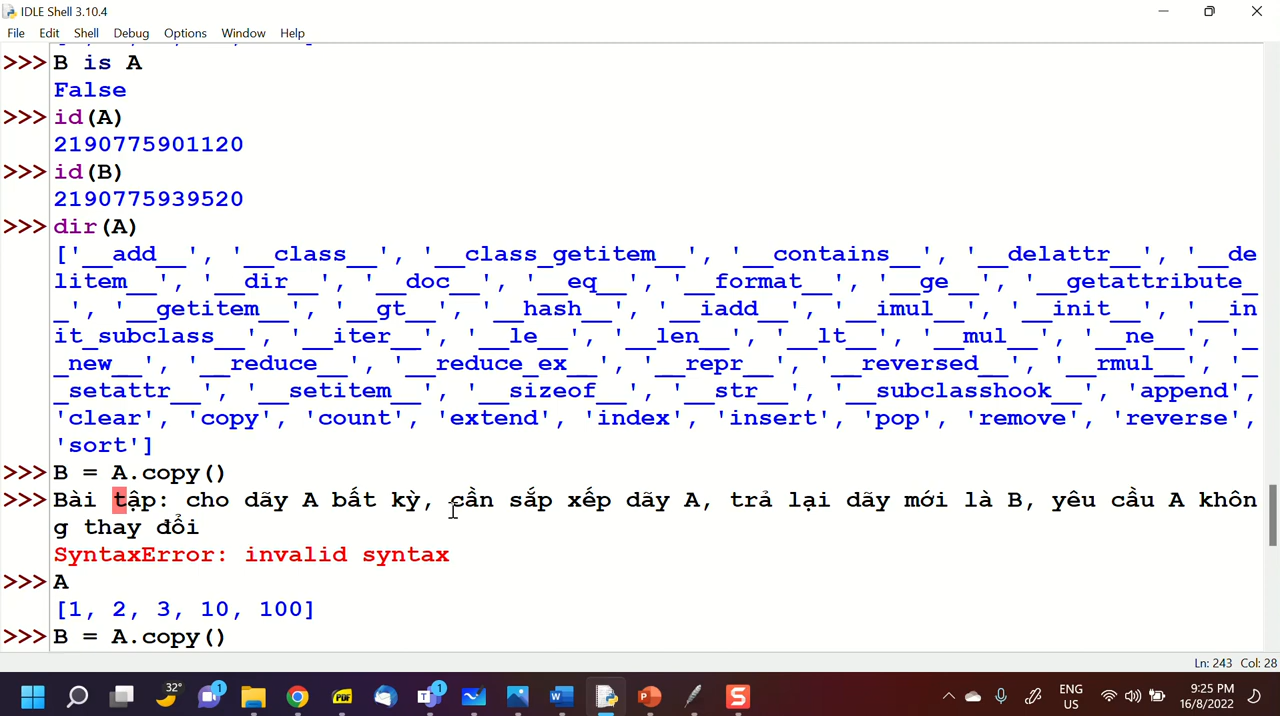 IDLE Shell 3.10.4
File Edit Shell Debug Options Window Help
>>> B is A
False
>>> id(A)
2190775901120
>>> id(B)
2190775939520
>>> dir(A)
['__add__', '__class__', '__class_getitem__', '__contains__', '__delattr__', '__de
litem__', '__dir__', '__doc__', '__eq__', '__format__', '__ge__', '__getattribute_
_', '__getitem__', '__gt__', '__hash__', '__iadd__', '__imul__', '__init__', '__in
it_subclass__', '__iter__', '__le__', '__len__', '__lt__', '__mul__', '__ne__', '_
_new__', '__reduce__', '__reduce_ex__', '__repr__', '__reversed__', '__rmul__', '_
_setattr__', '__setitem__', '__sizeof__', '__str__', '__subclasshook__', 'append',
'clear', 'copy', 'count', 'extend', 'index', 'insert', 'pop', 'remove', 'reverse',
'sort']
>>> B = A.copy()
>>> Bài tập: cho dãy A bất kỳ, cần sắp xếp dãy A, trả lại dãy mới là B, yêu cầu A khôn
g thay đổi
SyntaxError: invalid syntax
>>> A
[1, 2, 3, 10, 100]
>>> B = A.copy()
Ln: 243 Col: 28
32°
1
PDF
1
ENG
US
9:25 PM
16/8/2022